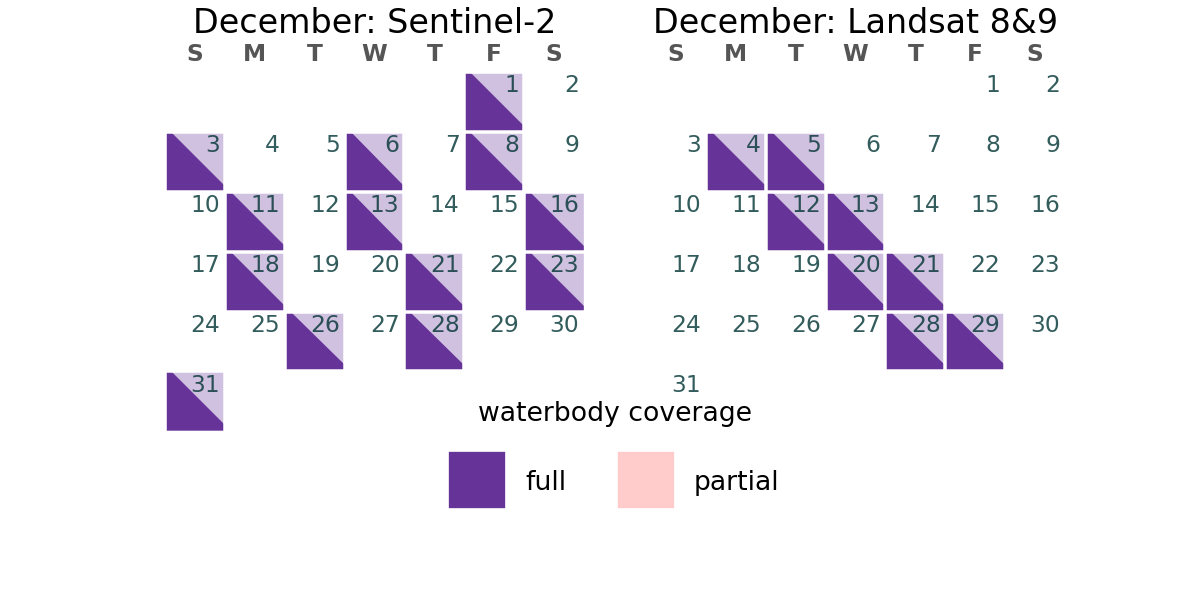 December: Sentinel-2
S M T W T F S
1 2
3 4 5 6 7 8 9
10 11 12 13 14 15 16
17 18 19 20 21 22 23
24 25 26 27 28 29 30
31
December: Landsat 8&9
S M T W T F S
1 2
3 4 5 6 7 8 9
10 11 12 13 14 15 16
17 18 19 20 21 22 23
24 25 26 27 28 29 30
31
waterbody coverage
full partial